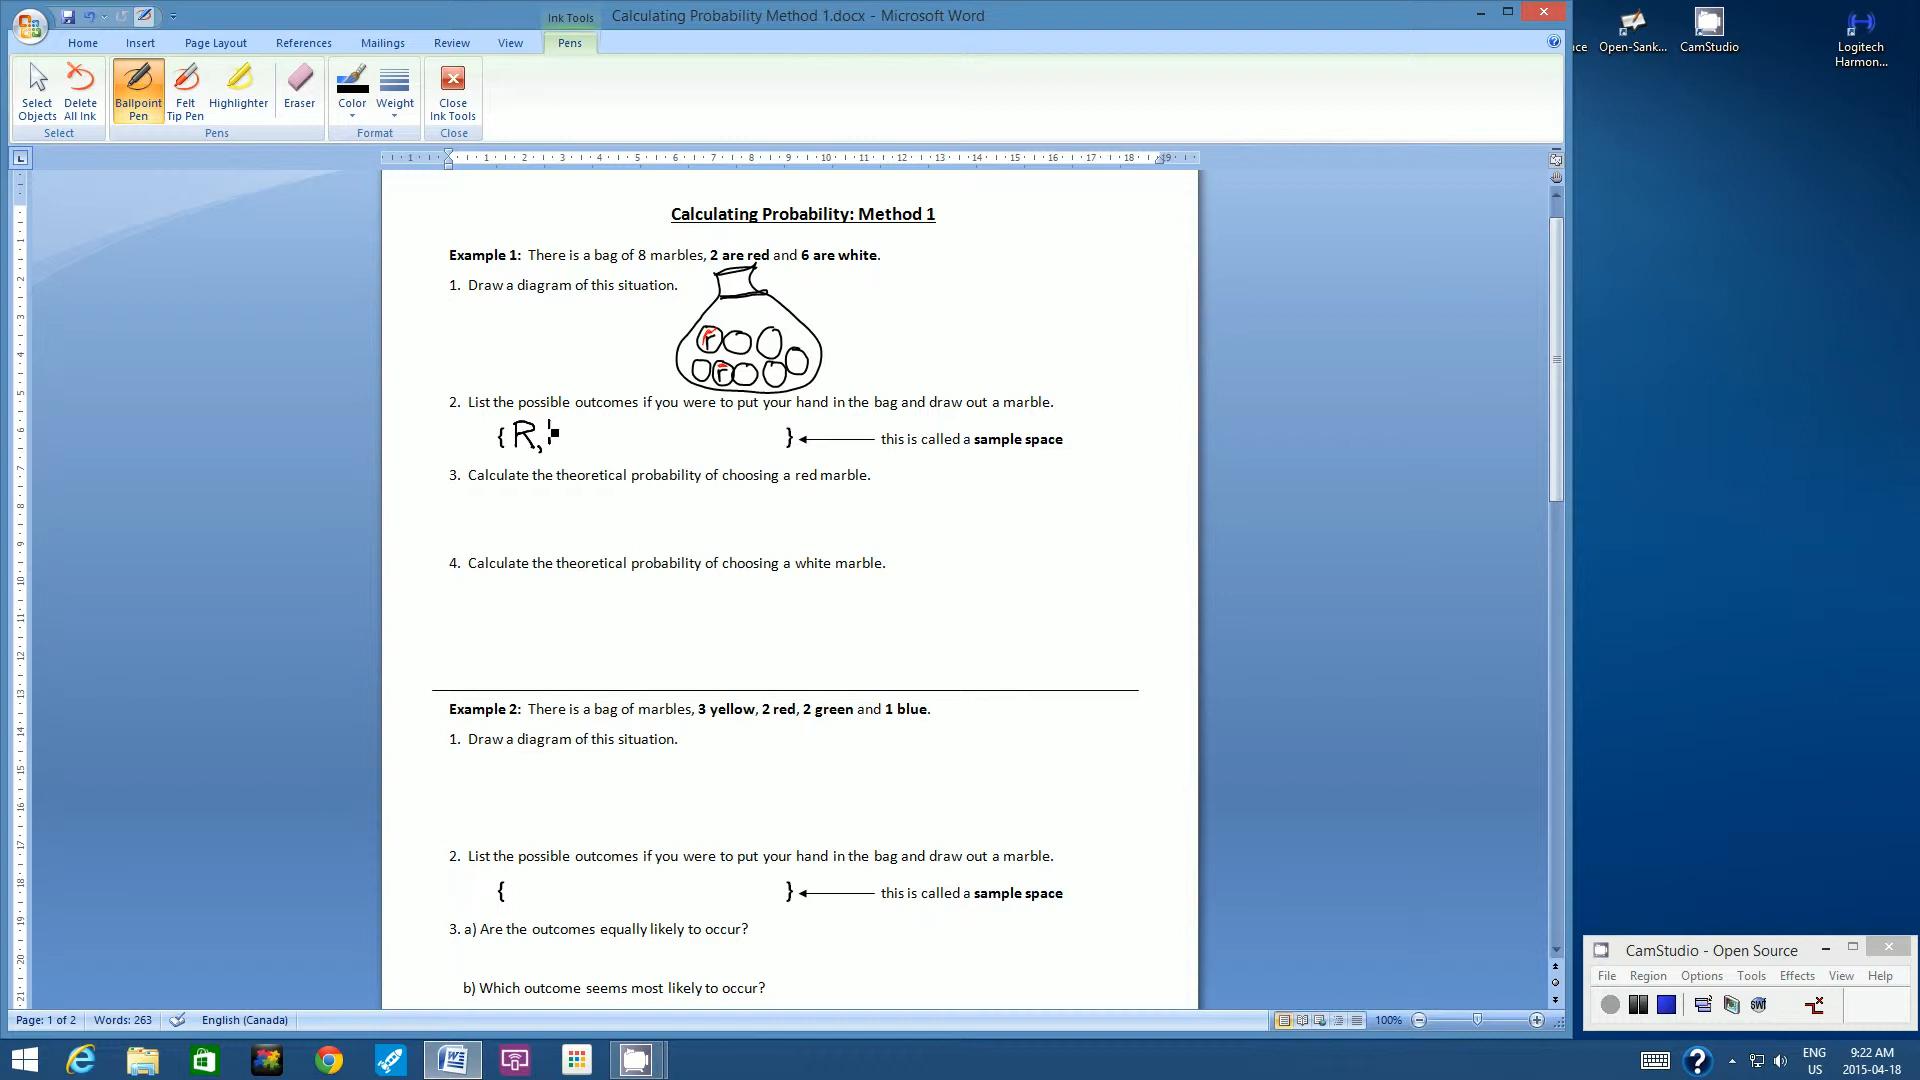 Ink Tools
Calculating Probability Method 1.docx - Microsoft Word
Home Insert Page Layout References Mailings Review View Pens
Select Objects
Delete All Ink
Ballpoint Pen
Felt Tip Pen
Highlighter
Eraser
Color
Weight
Close Ink Tools
Select Pens Format Close
Open-Sank...
CamStudio
Logitech Harmon...
Calculating Probability: Method 1
Example 1: There is a bag of 8 marbles, 2 are red and 6 are white.
1. Draw a diagram of this situation.
r
r
2. List the possible outcomes if you were to put your hand in the bag and draw out a marble.
{ R, } this is called a sample space
3. Calculate the theoretical probability of choosing a red marble.
4. Calculate the theoretical probability of choosing a white marble.
Example 2: There is a bag of marbles, 3 yellow, 2 red, 2 green and 1 blue.
1. Draw a diagram of this situation.
2. List the possible outcomes if you were to put your hand in the bag and draw out a marble.
{ } this is called a sample space
3. a) Are the outcomes equally likely to occur?
b) Which outcome seems most likely to occur?
CamStudio - Open Source
File Region Options Tools Effects View Help
Page: 1 of 2 Words: 263 English (Canada) 100%
ENG US
9:22 AM
2015-04-18